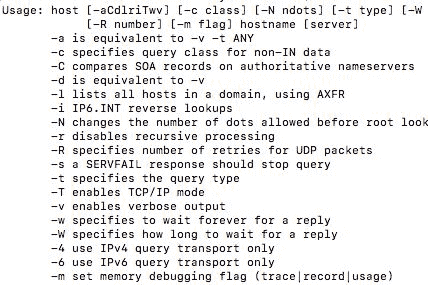 Usage: host [-aCdlriTwv] [-c class] [-N ndots] [-t type] [-W
[-R number] [-m flag] hostname [server]
-a is equivalent to -v -t ANY
-c specifies query class for non-IN data
-C compares SOA records on authoritative nameservers
-d is equivalent to -v
-l lists all hosts in a domain, using AXFR
-i IP6.INT reverse lookups
-N changes the number of dots allowed before root look
-r disables recursive processing
-R specifies number of retries for UDP packets
-s a SERVFAIL response should stop query
-t specifies the query type
-T enables TCP/IP mode
-v enables verbose output
-w specifies to wait forever for a reply
-W specifies how long to wait for a reply
-4 use IPv4 query transport only
-6 use IPv6 query transport only
-m set memory debugging flag (trace|record|usage)